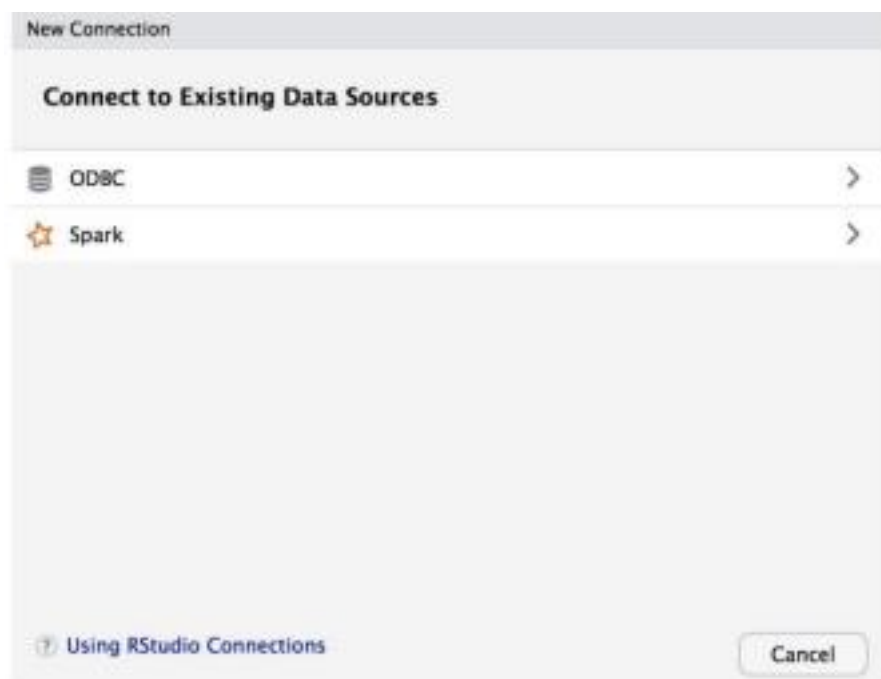 New Connection
Connect to Existing Data Sources
ODBC
Spark
? Using RStudio Connections
Cancel